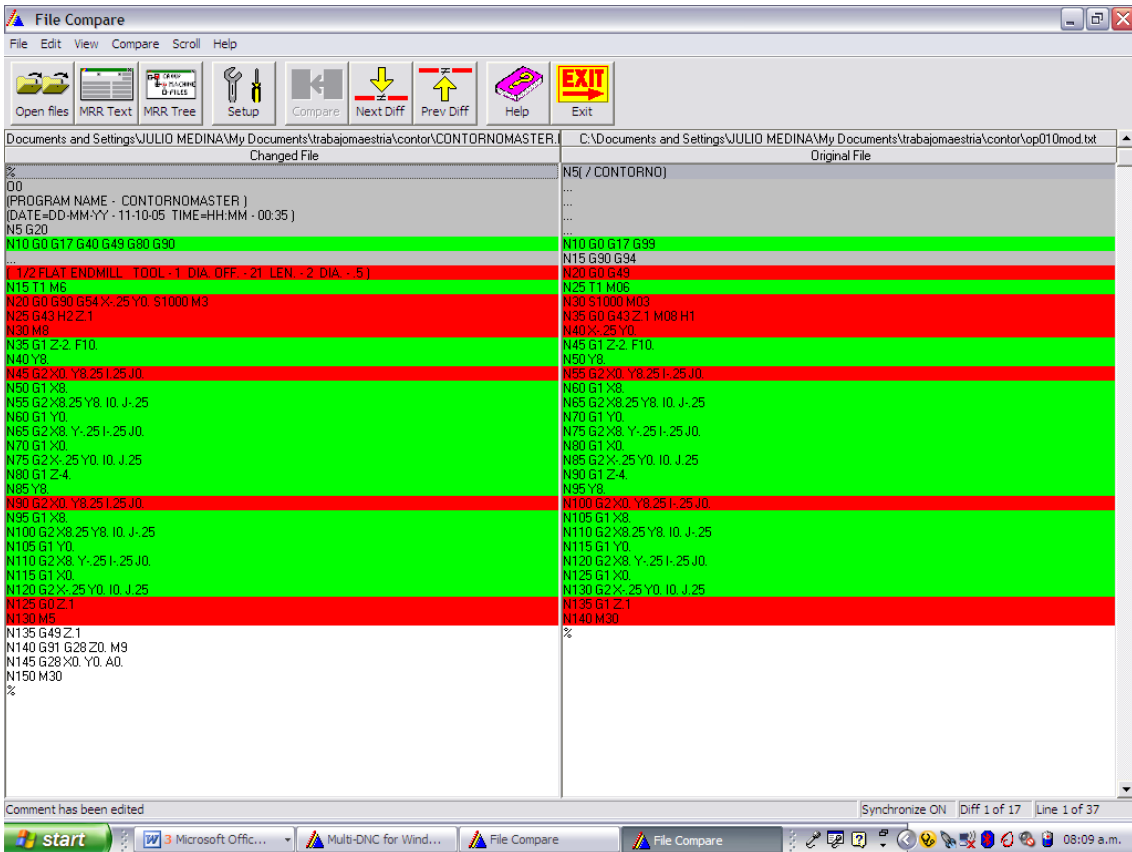 File Compare
File Edit View Compare Scroll Help
Open files MRR Text MRR Tree Setup Compare Next Diff Prev Diff Help Exit
EXIT
Documents and Settings\JULIO MEDINA\My Documents\trabajomaestria\contor\CONTORNOMASTER.
C:\Documents and Settings\JULIO MEDINA\My Documents\trabajomaestria\contor\op010mod.txt
Changed File
Original File
%
O0
(PROGRAM NAME - CONTORNOMASTER )
(DATE=DD-MM-YY - 11-10-05 TIME=HH:MM - 00:35 )
N5 G20
N10 G0 G17 G40 G49 G80 G90
...
( 1/2 FLAT ENDMILL TOOL - 1 DIA. OFF. - 21 LEN. - 2 DIA. - .5 )
N15 T1 M6
N20 G0 G90 G54 X-.25 Y0. S1000 M3
N25 G43 H2 Z.1
N30 M8
N35 G1 Z-2. F10.
N40 Y8.
N45 G2 X0. Y8.25 I.25 J0.
N50 G1 X8.
N55 G2 X8.25 Y8. I0. J-.25
N60 G1 Y0.
N65 G2 X8. Y-.25 I-.25 J0.
N70 G1 X0.
N75 G2 X-.25 Y0. I0. J.25
N80 G1 Z-4.
N85 Y8.
N90 G2 X0. Y8.25 I.25 J0.
N95 G1 X8.
N100 G2 X8.25 Y8. I0. J-.25
N105 G1 Y0.
N110 G2 X8. Y-.25 I-.25 J0.
N115 G1 X0.
N120 G2 X-.25 Y0. I0. J.25
N125 G0 Z.1
N130 M5
N135 G49 Z.1
N140 G91 G28 Z0. M9
N145 G28 X0. Y0. A0.
N150 M30
%
N5( / CONTORNO)
...
...
...
...
N10 G0 G17 G99
N15 G90 G94
N20 G0 G49
N25 T1 M06
N30 S1000 M03
N35 G0 G43 Z.1 M08 H1
N40 X-.25 Y0.
N45 G1 Z-2. F10.
N50 Y8.
N55 G2 X0. Y8.25 I-.25 J0.
N60 G1 X8.
N65 G2 X8.25 Y8. I0. J-.25
N70 G1 Y0.
N75 G2 X8. Y-.25 I-.25 J0.
N80 G1 X0.
N85 G2 X-.25 Y0. I0. J.25
N90 G1 Z-4.
N95 Y8.
N100 G2 X0. Y8.25 I-.25 J0.
N105 G1 X8.
N110 G2 X8.25 Y8. I0. J-.25
N115 G1 Y0.
N120 G2 X8. Y-.25 I-.25 J0.
N125 G1 X0.
N130 G2 X-.25 Y0. I0. J.25
N135 G1 Z.1
N140 M30
%
Comment has been edited
Synchronize ON Diff 1 of 17 Line 1 of 37
start 3 Microsoft Offic... Multi-DNC for Wind... File Compare File Compare 08:09 a.m.